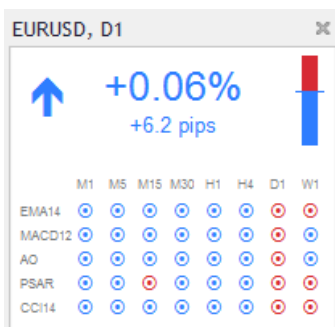 EURUSD, D1
+0.06%
+6.2 pips
M1 M5 M15 M30 H1 H4 D1 W1
EMA14
MACD12
AO
PSAR
CCI14